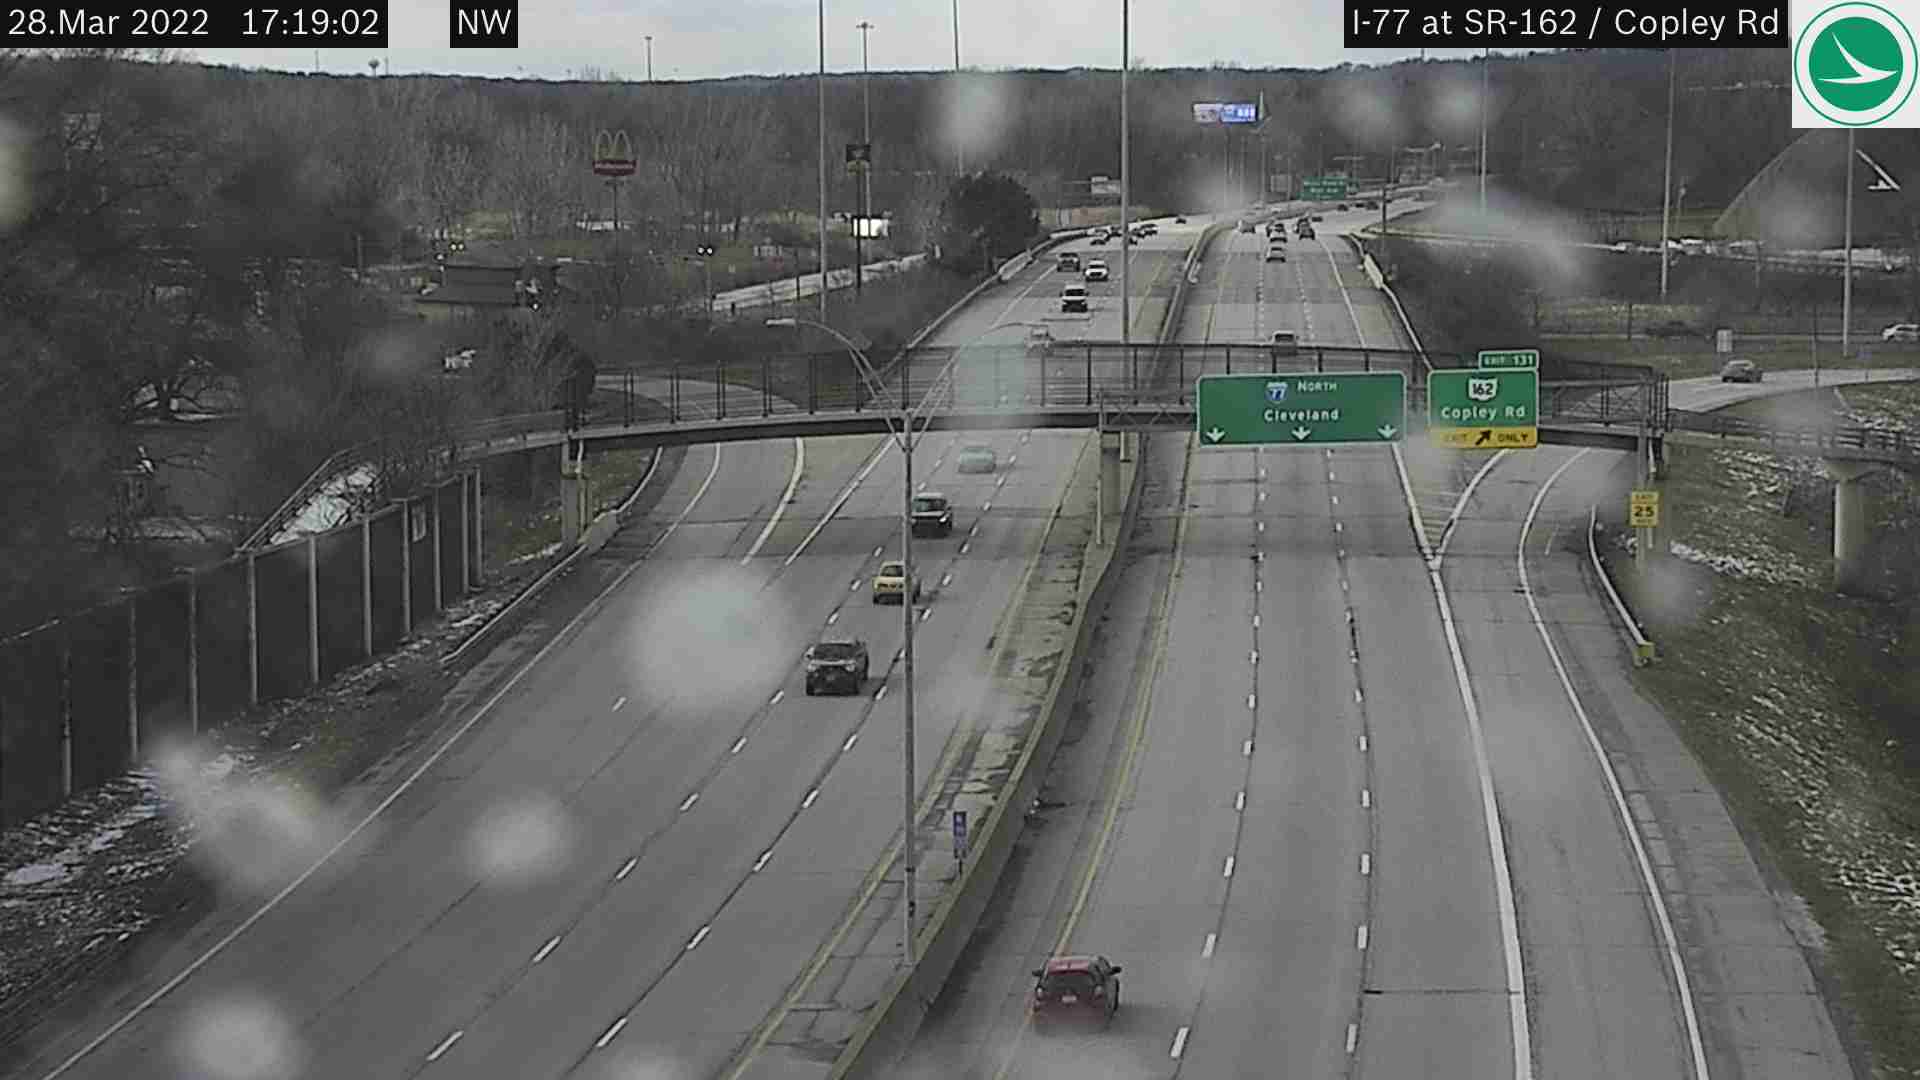 28.Mar 2022 17:19:02
NW
I-77 at SR-162 / Copley Rd
EXIT 131
77 NORTH
Cleveland
162
Copley Rd
EXIT ONLY
EXIT
25